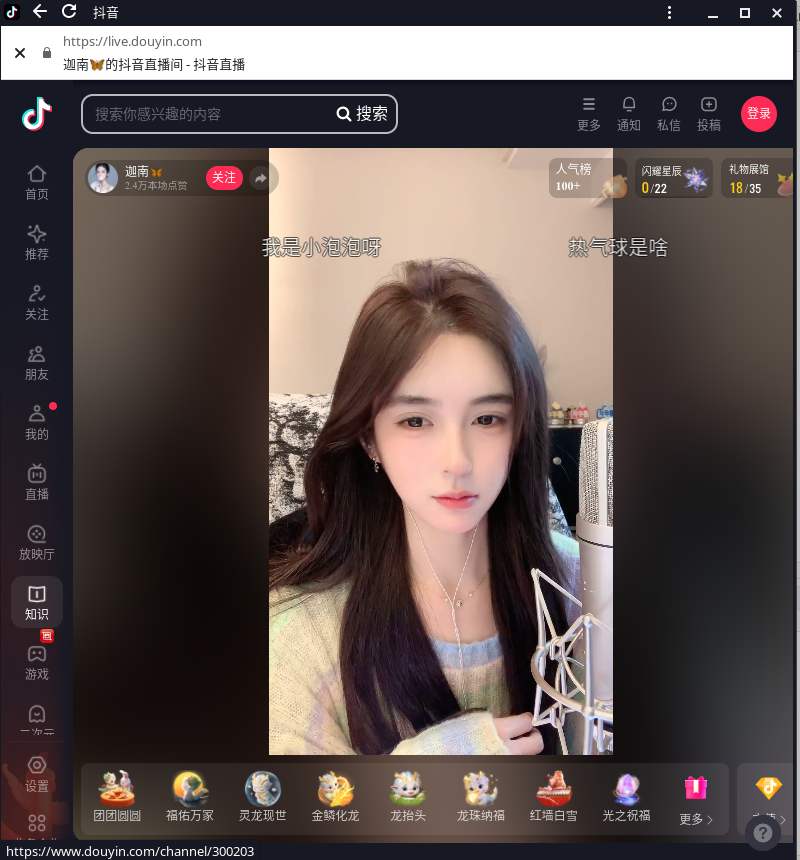 抖音
https://live.douyin.com
迦南🦋的抖音直播间 - 抖音直播
搜索你感兴趣的内容
搜索
更多
通知
私信
投稿
登录
首页
推荐
关注
朋友
我的
直播
放映厅
知识
游戏
二次元
设置
迦南🦋
2.4万本场点赞
关注
人气榜
100+
闪耀星辰
0/22
礼物展馆
18/35
我是小泡泡呀
热气球是啥
团团圆圆
福佑万家
灵龙现世
金鳞化龙
龙抬头
龙珠纳福
红墙白雪
光之祝福
更多
https://www.douyin.com/channel/300203